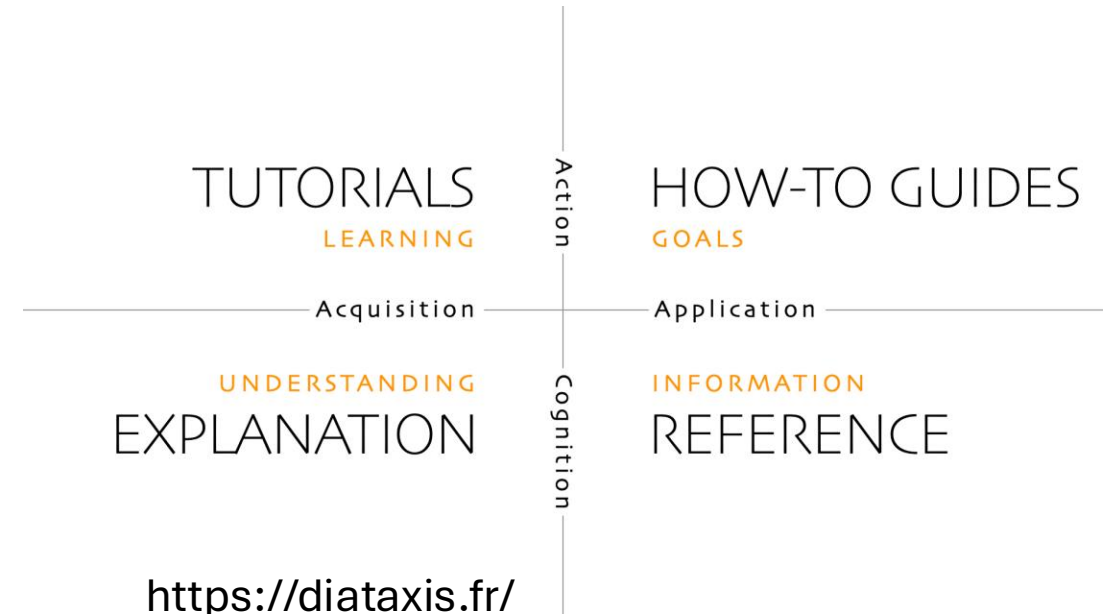 TUTORIALS
LEARNING
Action
HOW-TO GUIDES
GOALS
Acquisition
Application
UNDERSTANDING
EXPLANATION
Cognition
INFORMATION
REFERENCE
https://diataxis.fr/